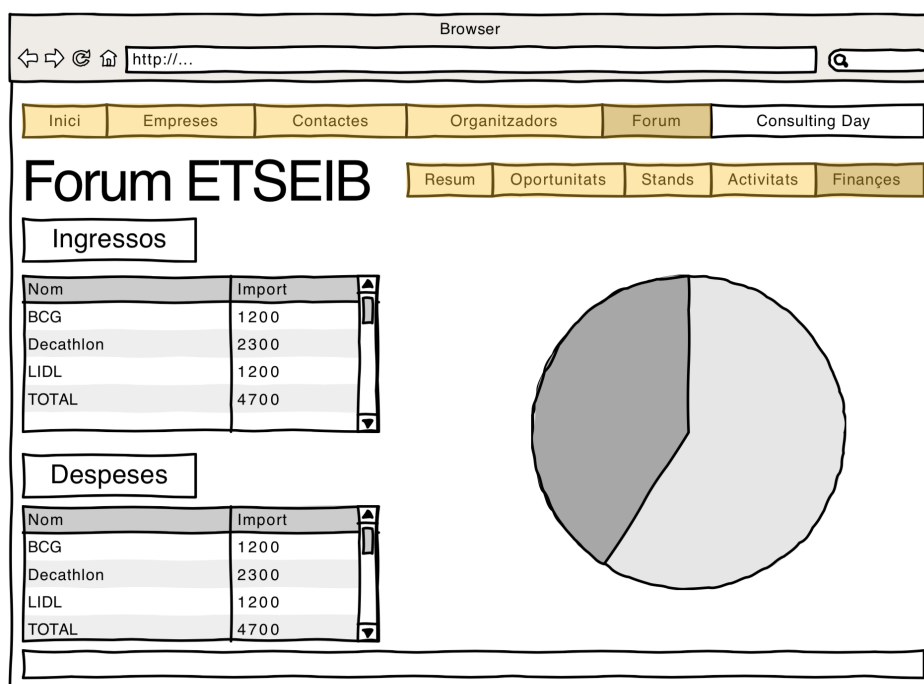 Browser
http://...
Inici Empreses Contactes Organitzadors Forum Consulting Day
Forum ETSEIB
Resum Oportunitats Stands Activitats Finançes
Ingressos
Nom Import
BCG 1200
Decathlon 2300
LIDL 1200
TOTAL 4700
Despeses
Nom Import
BCG 1200
Decathlon 2300
LIDL 1200
TOTAL 4700